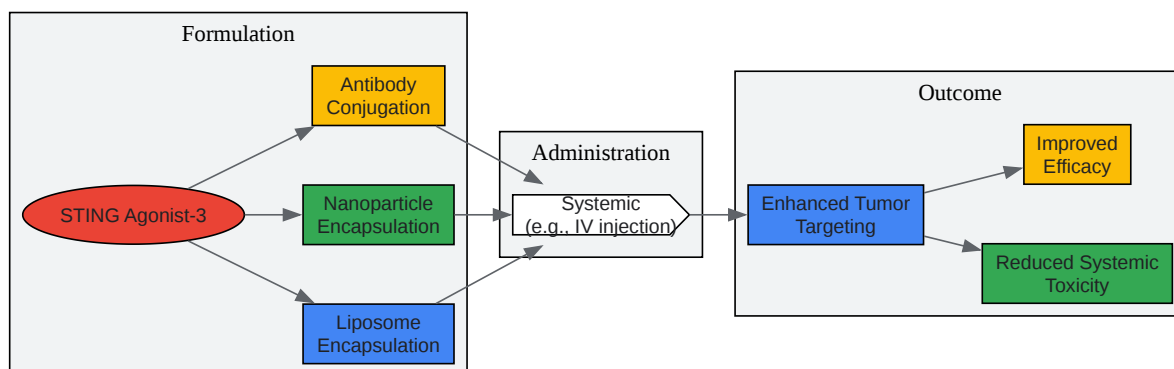 Formulation
Antibody
Conjugation
STING Agonist-3
Nanoparticle
Encapsulation
Liposome
Encapsulation
Administration
Systemic
(e.g., IV injection)
Outcome
Enhanced Tumor
Targeting
Improved
Efficacy
Reduced Systemic
Toxicity